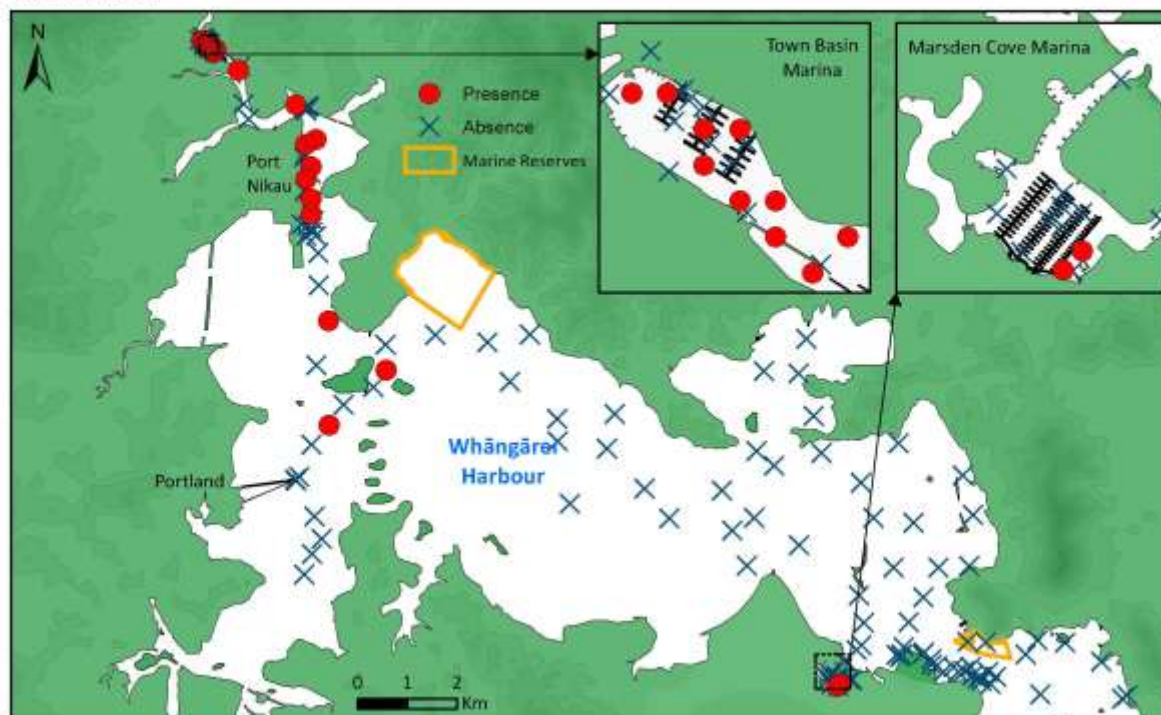 N
Presence
Absence
Marine Reserves
Town Basin
Marina
Marsden Cove Marina
Port
Nikau
Whāngārei
Harbour
Portland
0 1 2
Km